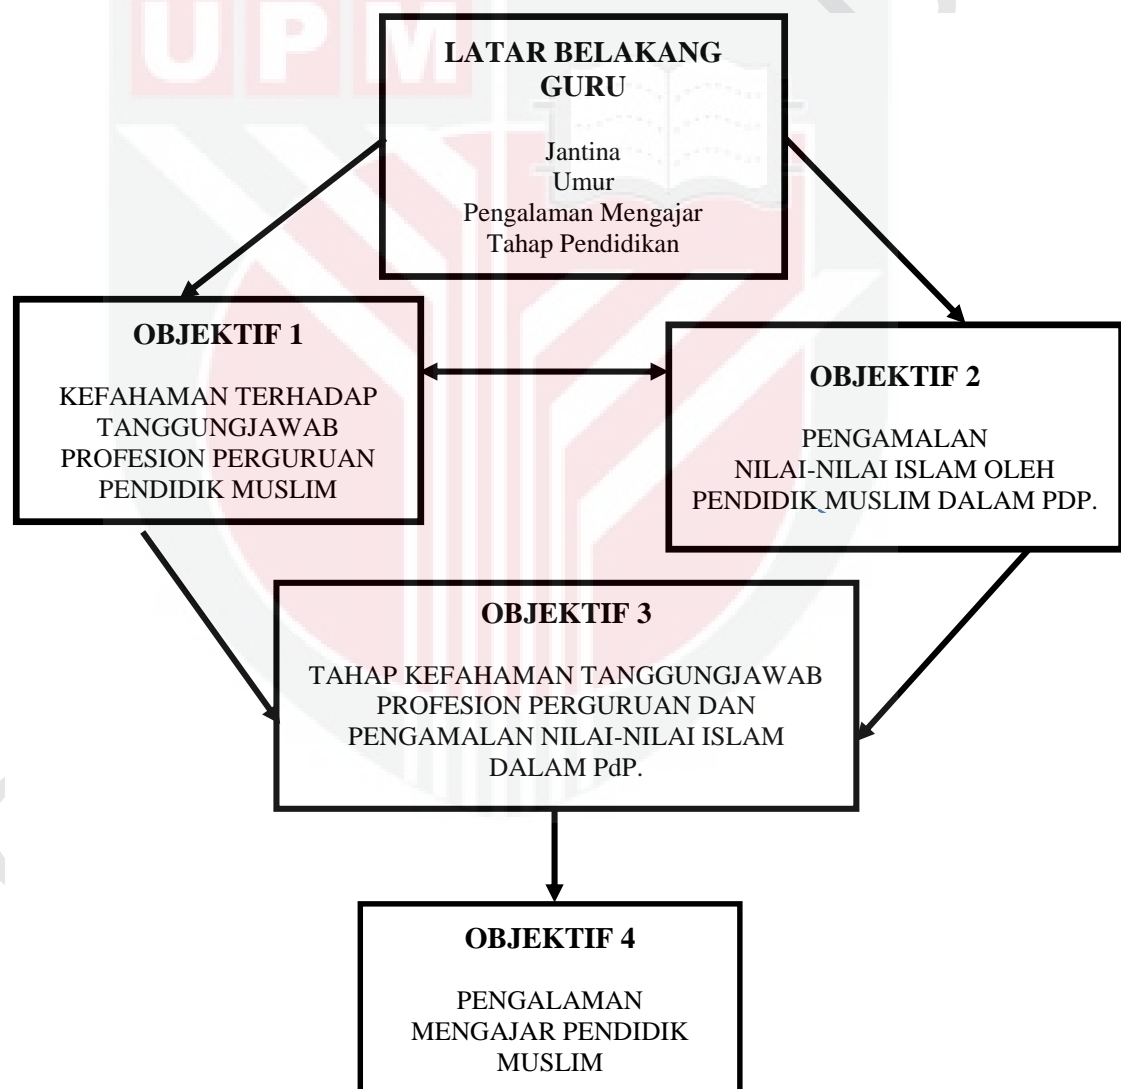 UPM
LATAR BELAKANG
GURU
Jantina
Umur
Pengalaman Mengajar
Tahap Pendidikan
OBJEKTIF 1
KEFAHAMAN TERHADAP
TANGGUNGJAWAB
PROFESION PERGURUAN
PENDIDIK MUSLIM
OBJEKTIF 2
PENGAMALAN
NILAI-NILAI ISLAM OLEH
PENDIDIK MUSLIM DALAM PDP.
OBJEKTIF 3
TAHAP KEFAHAMAN TANGGUNGJAWAB
PROFESION PERGURUAN DAN
PENGAMALAN NILAI-NILAI ISLAM
DALAM PdP.
OBJEKTIF 4
PENGALAMAN
MENGAJAR PENDIDIK
MUSLIM